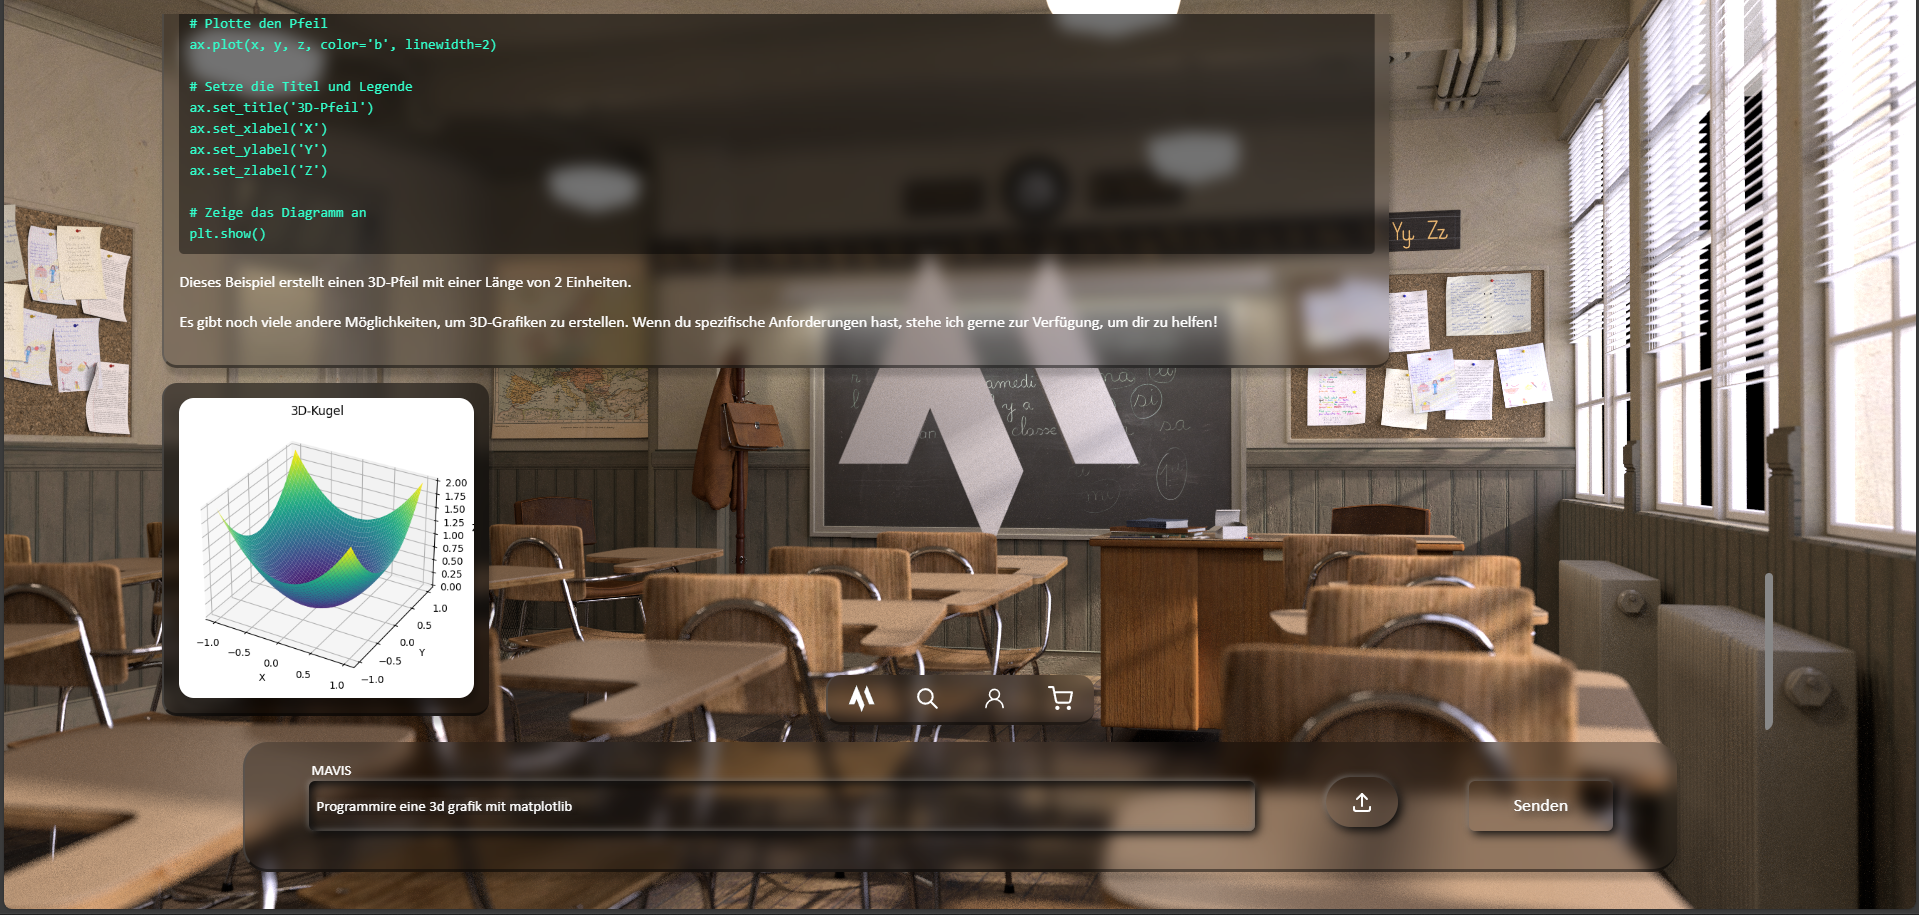 # Plotte den Pfeil
ax.plot(x, y, z, color='b', linewidth=2)
# Setze die Titel und Legende
ax.set_title('3D-Pfeil')
ax.set_xlabel('X')
ax.set_ylabel('Y')
ax.set_zlabel('Z')
# Zeige das Diagramm an
plt.show()
Yy Zz
Dieses Beispiel erstellt einen 3D-Pfeil mit einer Länge von 2 Einheiten.
Es gibt noch viele andere Möglichkeiten, um 3D-Grafiken zu erstellen. Wenn du spezifische Anforderungen hast, stehe ich gerne zur Verfügung, um dir zu helfen!
amedi na
y a si
classe sa
3D-Kugel
2.00
1.75
1.50
1.25
1.00
0.75
0.50
0.25
0.00
1.0
0.5
0.0
−0.5
−1.0
Y
−1.0
−0.5
0.0
0.5
1.0
X
MAVIS
Programmire eine 3d grafik mit matplotlib
Senden